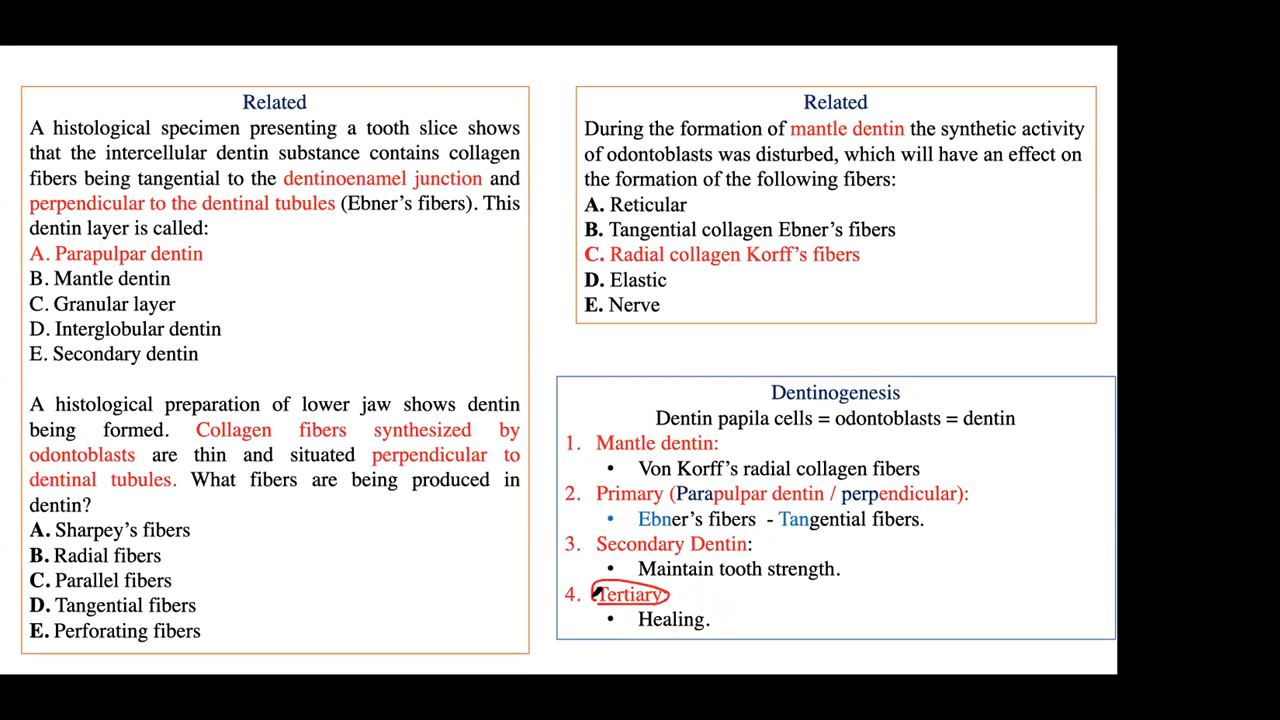 Related
A histological specimen presenting a tooth slice shows
that the intercellular dentin substance contains collagen
fibers being tangential to the dentinoenamel junction and
perpendicular to the dentinal tubules (Ebner's fibers). This
dentin layer is called:
A. Parapulpar dentin
B. Mantle dentin
C. Granular layer
D. Interglobular dentin
E. Secondary dentin
A histological preparation of lower jaw shows dentin
being formed. Collagen fibers synthesized by
odontoblasts are thin and situated perpendicular to
dentinal tubules. What fibers are being produced in
dentin?
A. Sharpey's fibers
B. Radial fibers
C. Parallel fibers
D. Tangential fibers
E. Perforating fibers
Related
During the formation of mantle dentin the synthetic activity
of odontoblasts was disturbed, which will have an effect on
the formation of the following fibers:
A. Reticular
B. Tangential collagen Ebner's fibers
C. Radial collagen Korff's fibers
D. Elastic
E. Nerve
Dentinogenesis
Dentin papila cells = odontoblasts = dentin
1. Mantle dentin:
• Von Korff's radial collagen fibers
2. Primary (Parapulpar dentin / perpendicular):
• Ebner's fibers - Tangential fibers.
3. Secondary Dentin:
• Maintain tooth strength.
4. Tertiary:
• Healing.